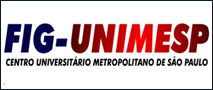 FIG-UNIMESP
CENTRO UNIVERSITÁRIO METROPOLITANO DE SÃO PAULO